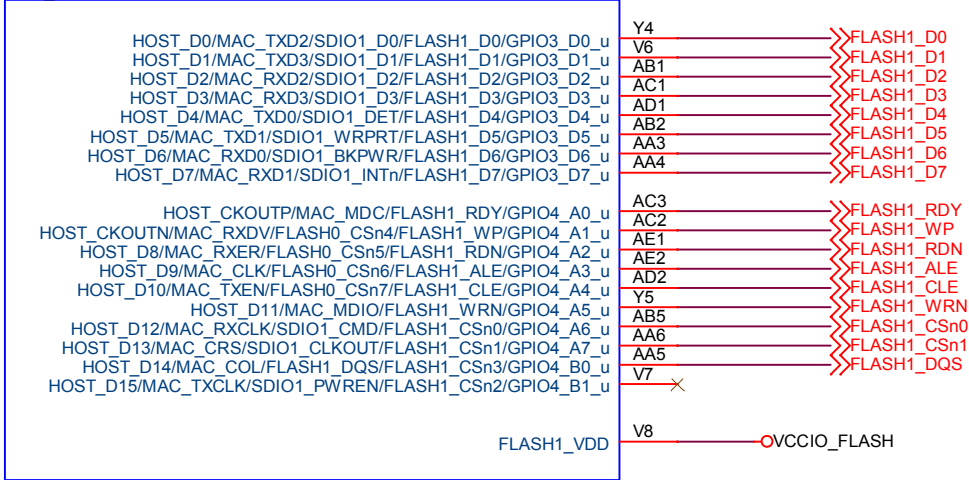 HOST_D0/MAC_TXD2/SDIO1_D0/FLASH1_D0/GPIO3_D0_u Y4 FLASH1_D0
HOST_D1/MAC_TXD3/SDIO1_D1/FLASH1_D1/GPIO3_D1_u V6 FLASH1_D1
HOST_D2/MAC_RXD2/SDIO1_D2/FLASH1_D2/GPIO3_D2_u AB1 FLASH1_D2
HOST_D3/MAC_RXD3/SDIO1_D3/FLASH1_D3/GPIO3_D3_u AC1 FLASH1_D3
HOST_D4/MAC_TXD0/SDIO1_DET/FLASH1_D4/GPIO3_D4_u AD1 FLASH1_D4
HOST_D5/MAC_TXD1/SDIO1_WRPRT/FLASH1_D5/GPIO3_D5_u AB2 FLASH1_D5
HOST_D6/MAC_RXD0/SDIO1_BKPWR/FLASH1_D6/GPIO3_D6_u AA3 FLASH1_D6
HOST_D7/MAC_RXD1/SDIO1_INTn/FLASH1_D7/GPIO3_D7_u AA4 FLASH1_D7
HOST_CKOUTP/MAC_MDC/FLASH1_RDY/GPIO4_A0_u AC3 FLASH1_RDY
HOST_CKOUTN/MAC_RXDV/FLASH0_CSn4/FLASH1_WP/GPIO4_A1_u AC2 FLASH1_WP
HOST_D8/MAC_RXER/FLASH0_CSn5/FLASH1_RDN/GPIO4_A2_u AE1 FLASH1_RDN
HOST_D9/MAC_CLK/FLASH0_CSn6/FLASH1_ALE/GPIO4_A3_u AE2 FLASH1_ALE
HOST_D10/MAC_TXEN/FLASH0_CSn7/FLASH1_CLE/GPIO4_A4_u AD2 FLASH1_CLE
HOST_D11/MAC_MDIO/FLASH1_WRN/GPIO4_A5_u Y5 FLASH1_WRN
HOST_D12/MAC_RXCLK/SDIO1_CMD/FLASH1_CSn0/GPIO4_A6_u AB5 FLASH1_CSn0
HOST_D13/MAC_CRS/SDIO1_CLKOUT/FLASH1_CSn1/GPIO4_A7_u AA6 FLASH1_CSn1
HOST_D14/MAC_COL/FLASH1_DQS/FLASH1_CSn3/GPIO4_B0_u AA5 FLASH1_DQS
HOST_D15/MAC_TXCLK/SDIO1_PWREN/FLASH1_CSn2/GPIO4_B1_u V7
FLASH1_VDD V8 VCCIO_FLASH